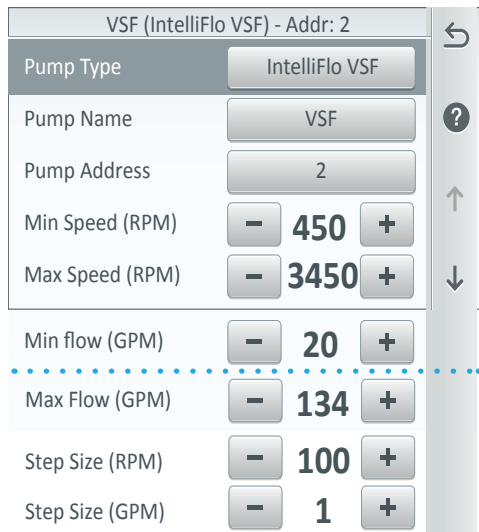 VSF (IntelliFlo VSF) - Addr: 2
Pump Type IntelliFlo VSF
Pump Name VSF
?
Pump Address 2
Min Speed (RPM) - 450 +
Max Speed (RPM) - 3450 +
Min flow (GPM) - 20 +
Max Flow (GPM) - 134 +
Step Size (RPM) - 100 +
Step Size (GPM) - 1 +